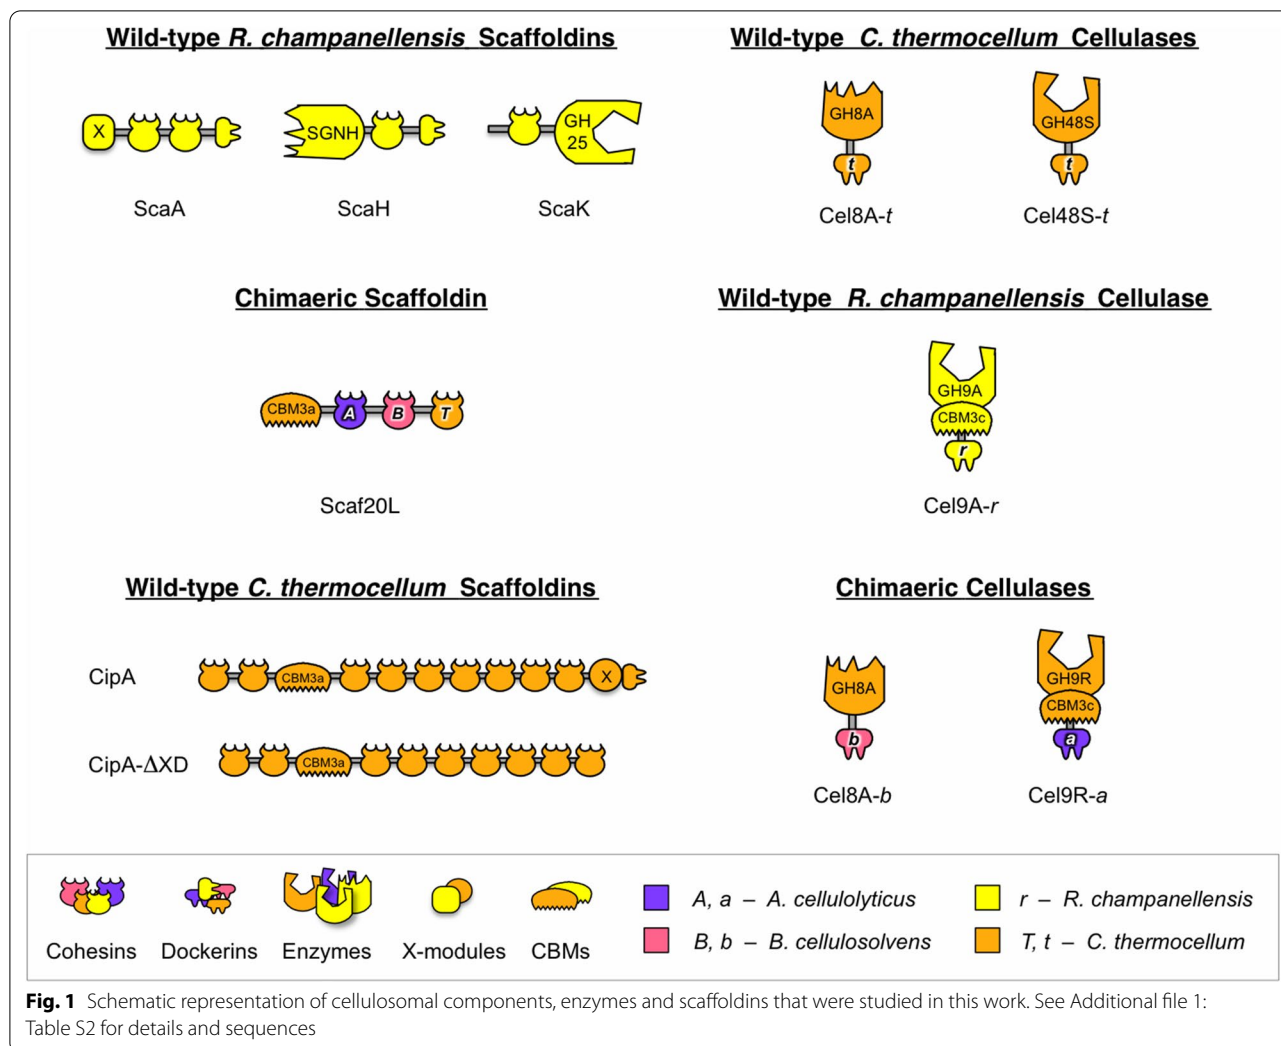 Wild-type R. champanellensis Scaffoldins
X
SGNH
GH
25
ScaA
ScaH
ScaK
Wild-type C. thermocellum Cellulases
GH8A
t
GH48S
t
Cel8A-t
Cel48S-t
Chimaeric Scaffoldin
CBM3a
A
B
T
Scaf20L
Wild-type R. champanellensis Cellulase
GH9A
CBM3c
r
Cel9A-r
Wild-type C. thermocellum Scaffoldins
CipA
CBM3a
X
CipA-ΔXD
CBM3a
Chimaeric Cellulases
GH8A
b
GH9R
CBM3c
a
Cel8A-b
Cel9R-a
Cohesins
Dockerins
Enzymes
X-modules
CBMs
A, a – A. cellulolyticus
B, b – B. cellulosolvens
r – R. champanellensis
T, t – C. thermocellum
Fig. 1 Schematic representation of cellulosomal components, enzymes and scaffoldins that were studied in this work. See Additional file 1:
Table S2 for details and sequences